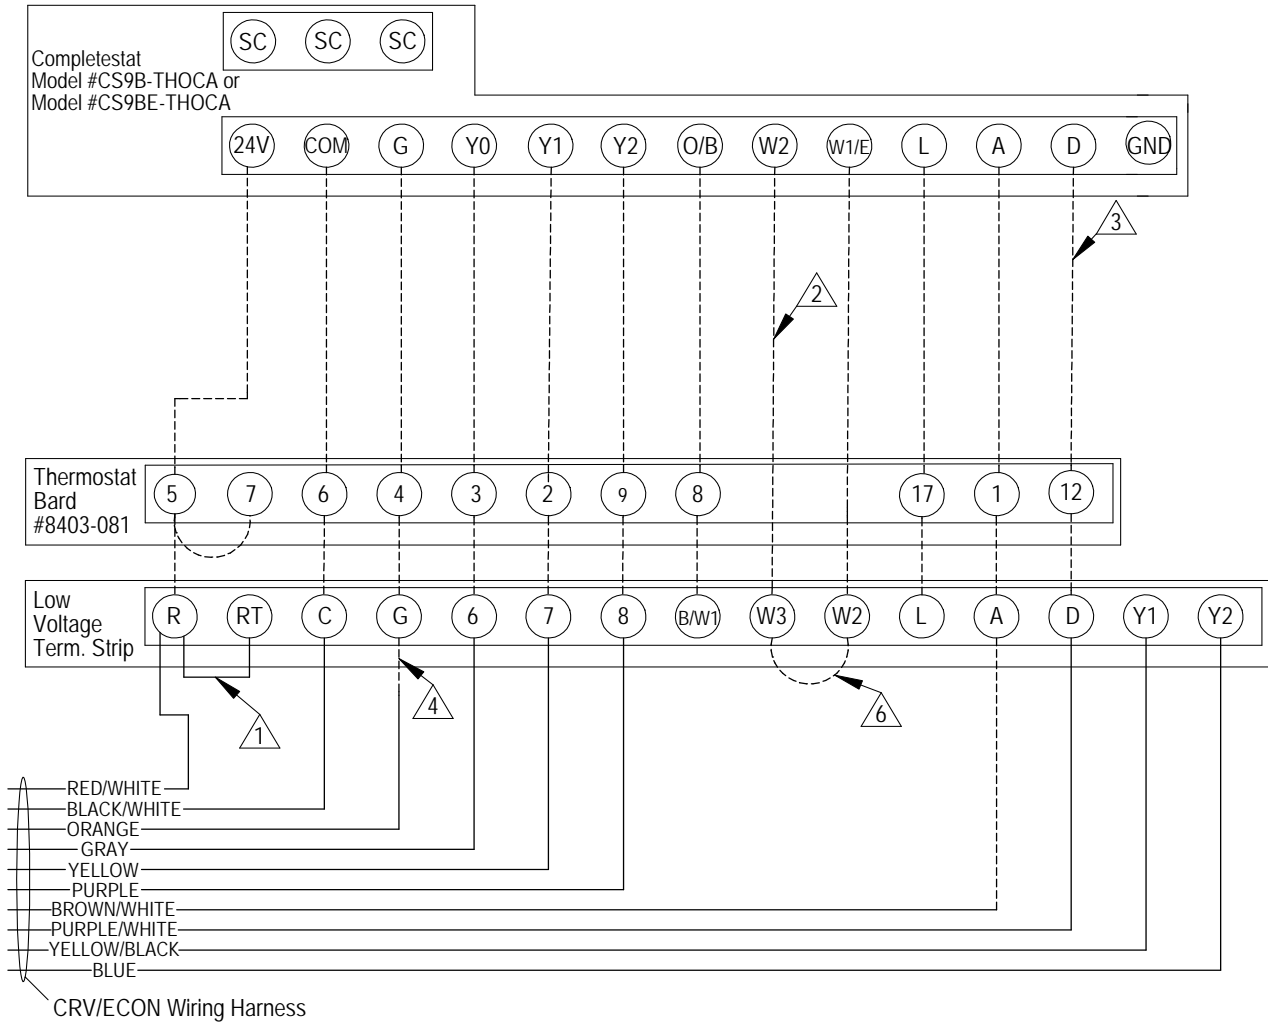 SC SC SC
Completestat
Model #CS9B-THOCA or
Model #CS9BE-THOCA
24V COM G Y0 Y1 Y2 O/B W2 W1/E L A D GND
3
2
Thermostat
Bard
#8403-081
5 7 6 4 3 2 9 8 17 1 12
Low
Voltage
Term. Strip
R RT C G 6 7 8 B/W1 W3 W2 L A D Y1 Y2
4
6
1
RED/WHITE
BLACK/WHITE
ORANGE
GRAY
YELLOW
PURPLE
BROWN/WHITE
PURPLE/WHITE
YELLOW/BLACK
BLUE
CRV/ECON Wiring Harness